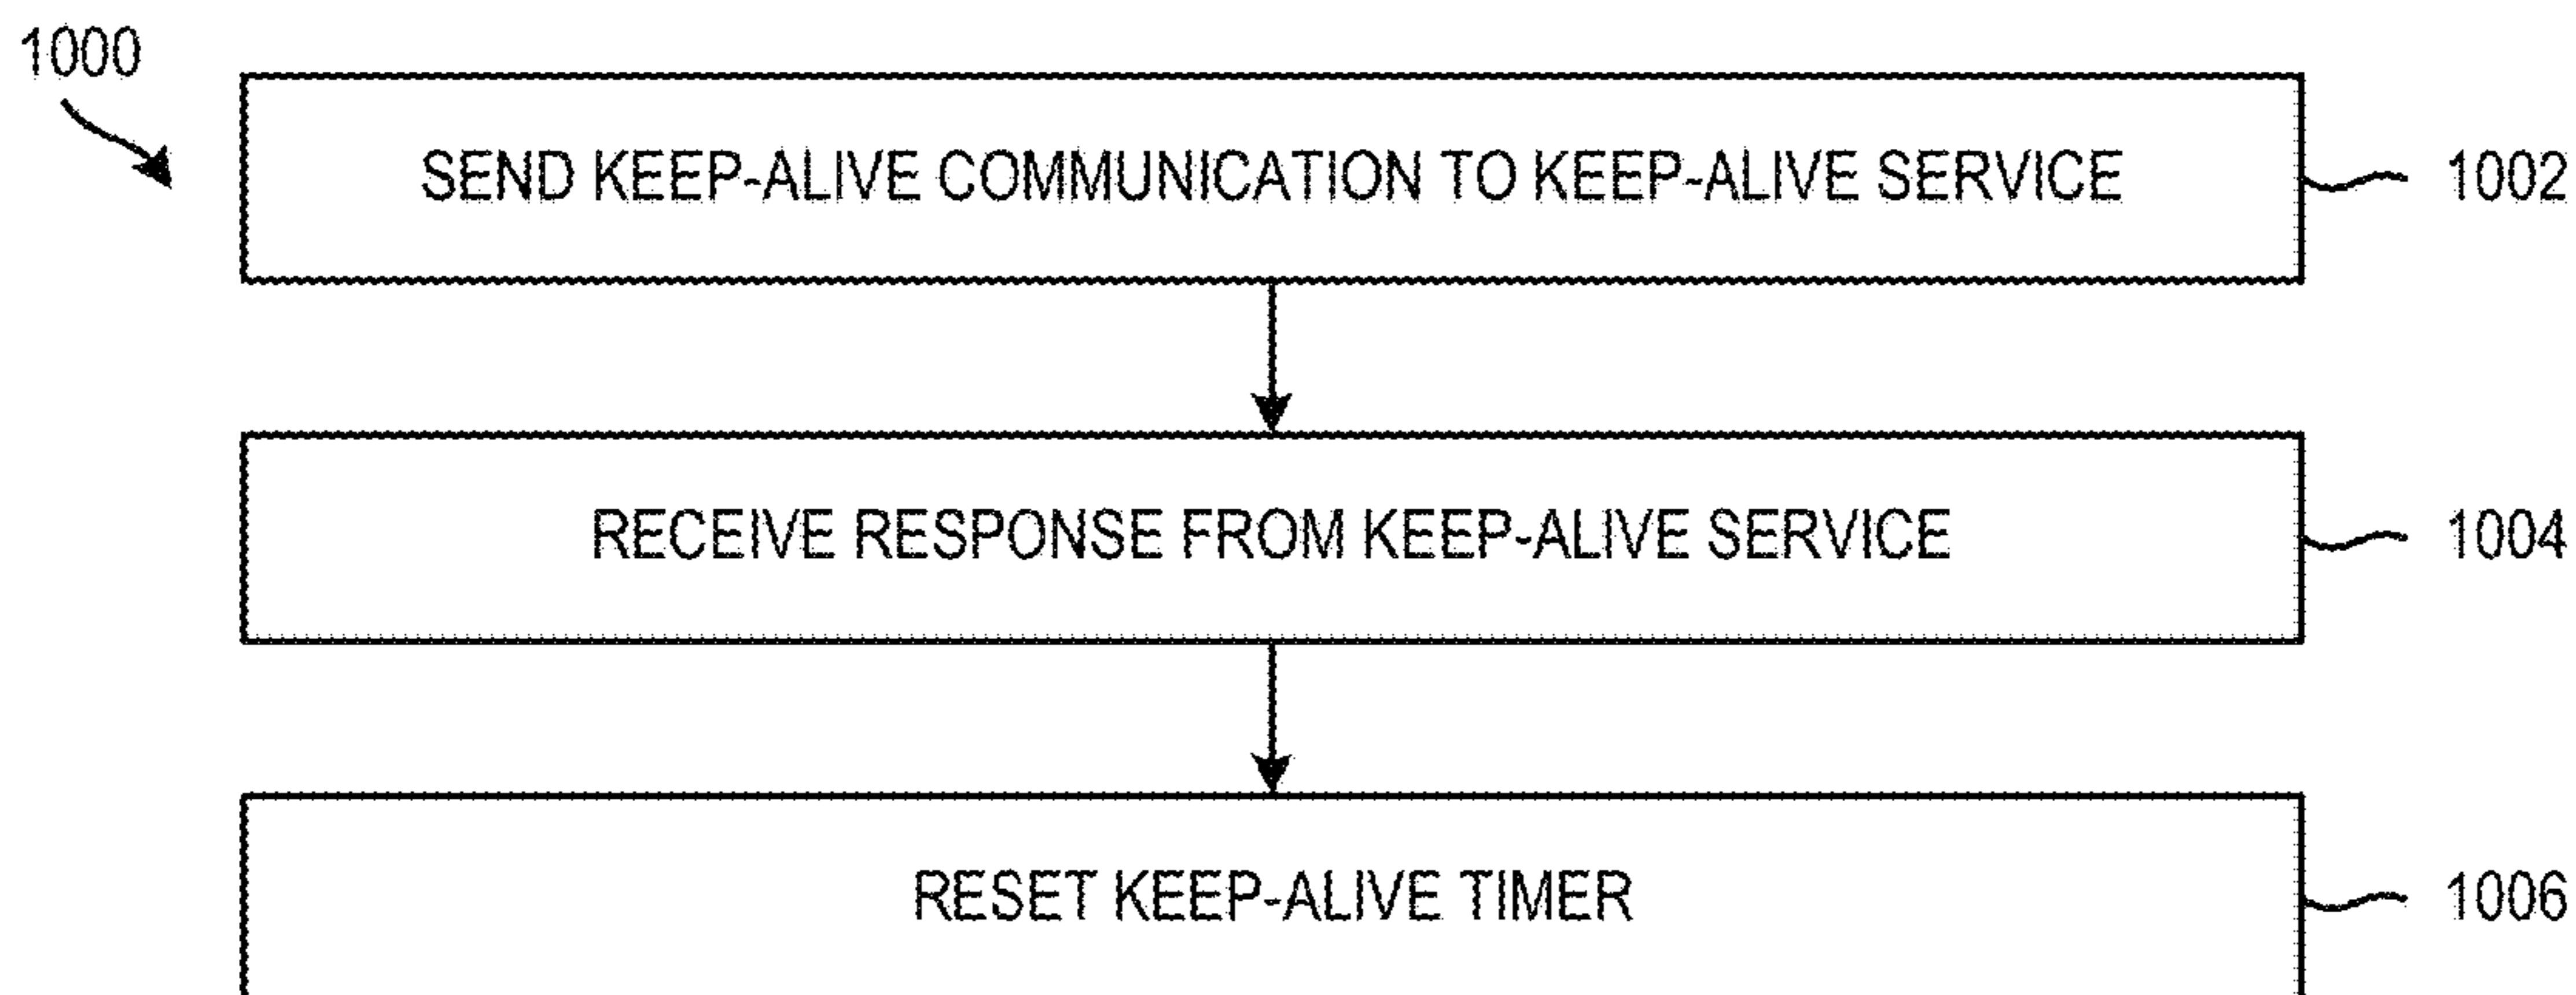 1000
SEND KEEP-ALIVE COMMUNICATION TO KEEP-ALIVE SERVICE
1002
RECEIVE RESPONSE FROM KEEP-ALIVE SERVICE
1004
RESET KEEP-ALIVE TIMER
1006